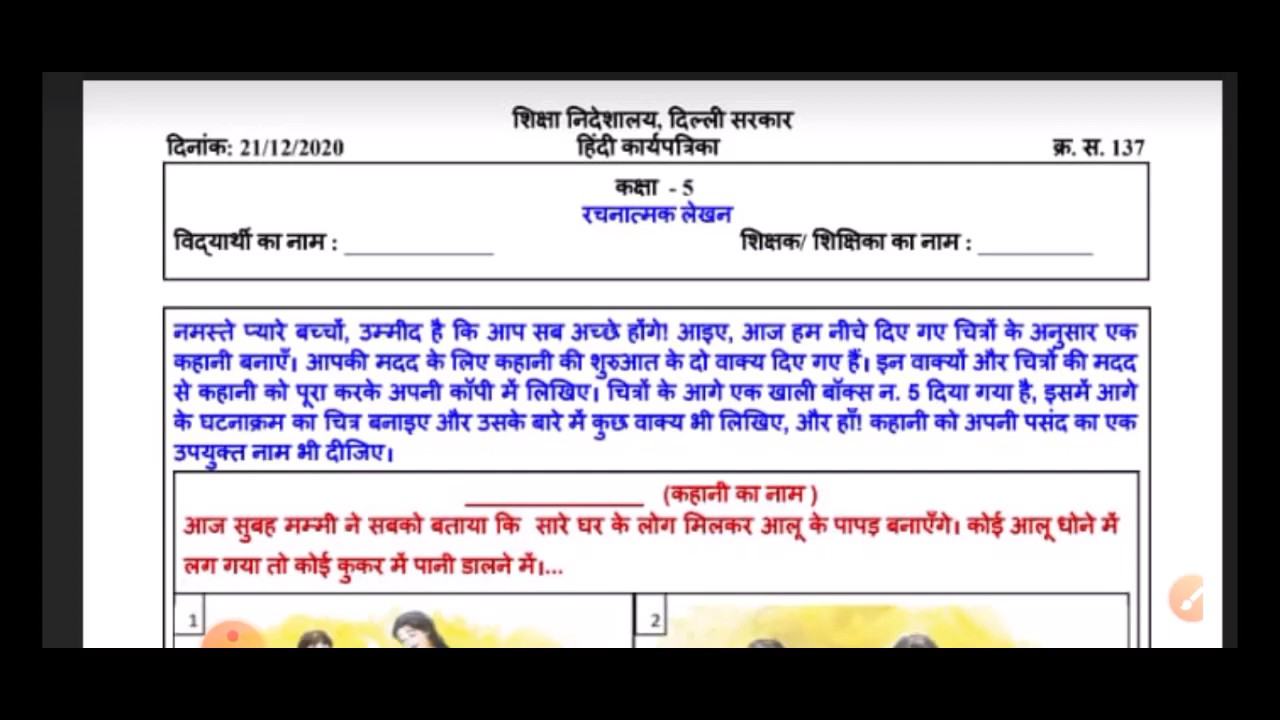 शिक्षा निदेशालय, दिल्ली सरकार
दिनांक: 21/12/2020 हिंदी कार्यपत्रिका क्र. स. 137
कक्षा - 5
रचनात्मक लेखन
विद्यार्थी का नाम : ____________ शिक्षक/ शिक्षिका का नाम : _________
नमस्ते प्यारे बच्चों, उम्मीद है कि आप सब अच्छे होंगे! आइए, आज हम नीचे दिए गए चित्रों के अनुसार एक
कहानी बनाएँ। आपकी मदद के लिए कहानी की शुरुआत के दो वाक्य दिए गए हैं। इन वाक्यों और चित्रों की मदद
से कहानी को पूरा करके अपनी कॉपी में लिखिए। चित्रों के आगे एक खाली बॉक्स न. 5 दिया गया है, इसमें आगे
के घटनाक्रम का चित्र बनाइए और उसके बारे में कुछ वाक्य भी लिखिए, और हाँ! कहानी को अपनी पसंद का एक
उपयुक्त नाम भी दीजिए।
_______________ (कहानी का नाम )
आज सुबह मम्मी ने सबको बताया कि सारे घर के लोग मिलकर आलू के पापड़ बनाएँगे। कोई आलू धोने में
लग गया तो कोई कुकर में पानी डालने में।...
1 2